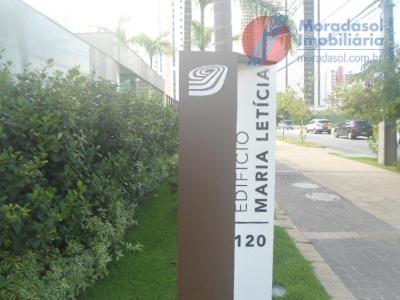 Moradasol
Imobiliária
moradasol.com.br
EDIFÍCIO
MARIA LETÍCIA
120